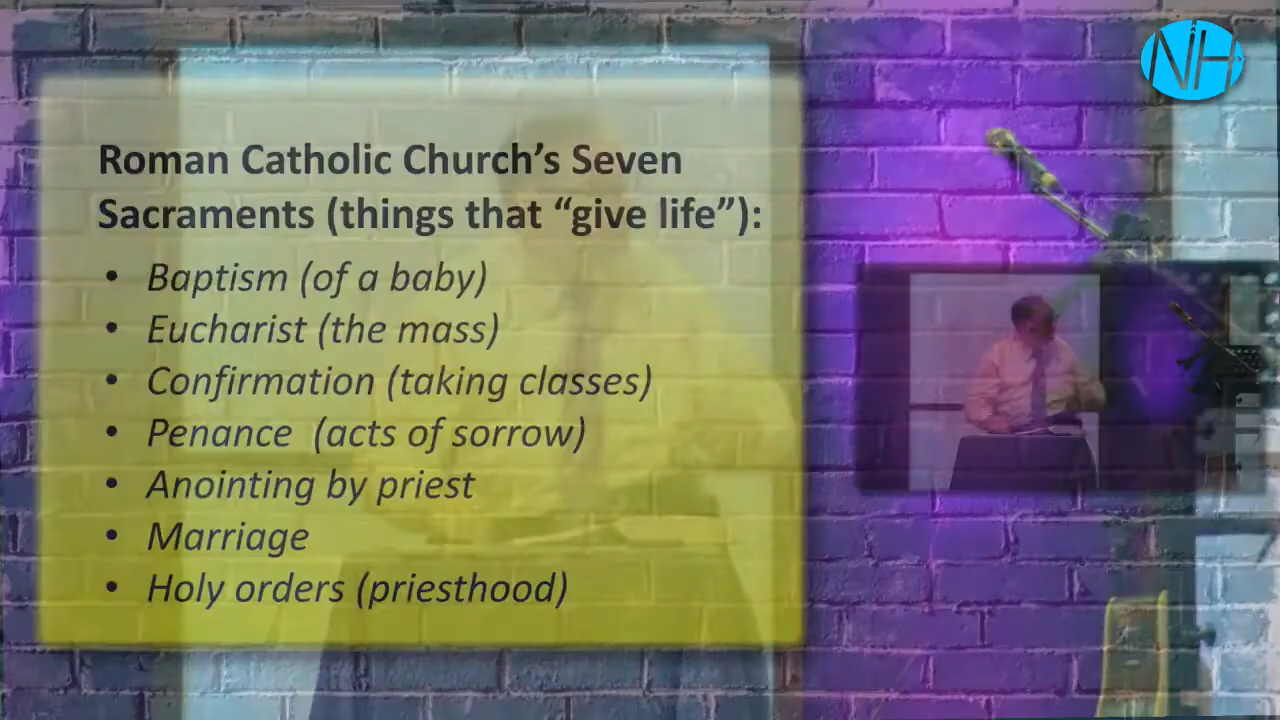 NH
Roman Catholic Church’s Seven
Sacraments (things that “give life”):
• Baptism (of a baby)
• Eucharist (the mass)
• Confirmation (taking classes)
• Penance  (acts of sorrow)
• Anointing by priest
• Marriage
• Holy orders (priesthood)